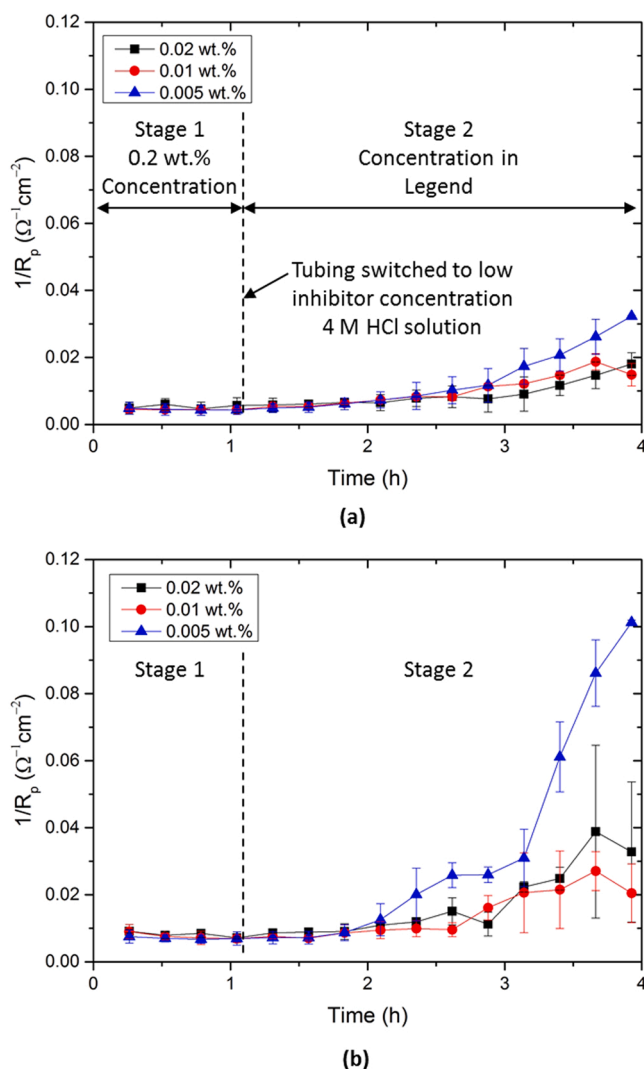 0.12
0.02 wt.%
0.01 wt.%
0.005 wt.%
0.10
Stage 1
0.2 wt.%
Concentration
Stage 2
Concentration in
Legend
0.08
0.06
0.04
0.02
0.00
1/Rp (Ω−1cm−2)
Tubing switched to low
inhibitor concentration
4 M HCl solution
0 1 2 3 4
Time (h)
(a)
0.12
0.02 wt.%
0.01 wt.%
0.005 wt.%
0.10
Stage 1
Stage 2
0.08
0.06
0.04
0.02
0.00
1/Rp (Ω−1cm−2)
0 1 2 3 4
Time (h)
(b)